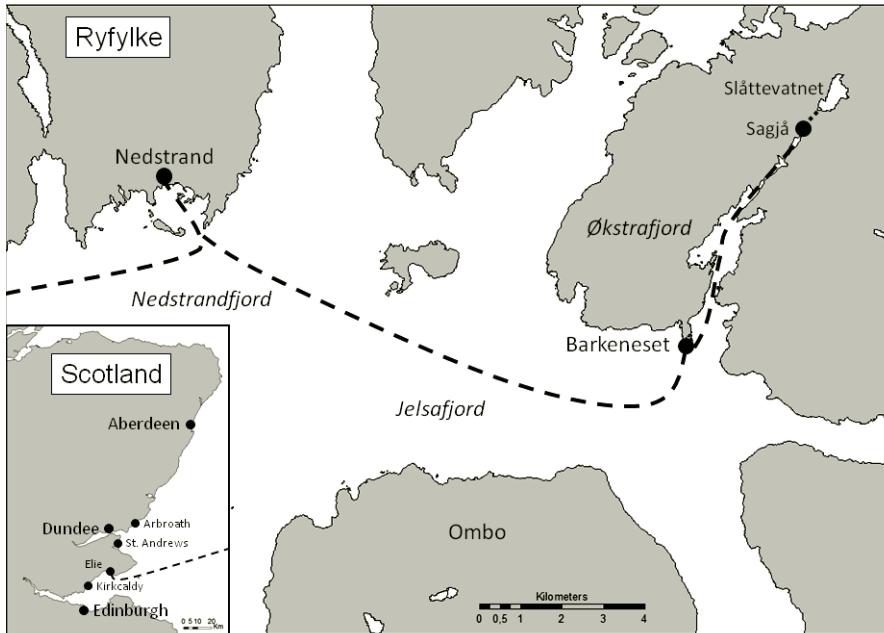 Ryfylke
Slåttevatnet
Sagjå
Nedstrand
Økstrafjord
Nedstrandfjord
Barkeneset
Jelsafjord
Ombo
Kilometers
0 0,5 1 2 3 4
Scotland
Aberdeen
Arbroath
Dundee
St. Andrews
Elie
Kirkcaldy
Edinburgh
0 5 10 20
Km